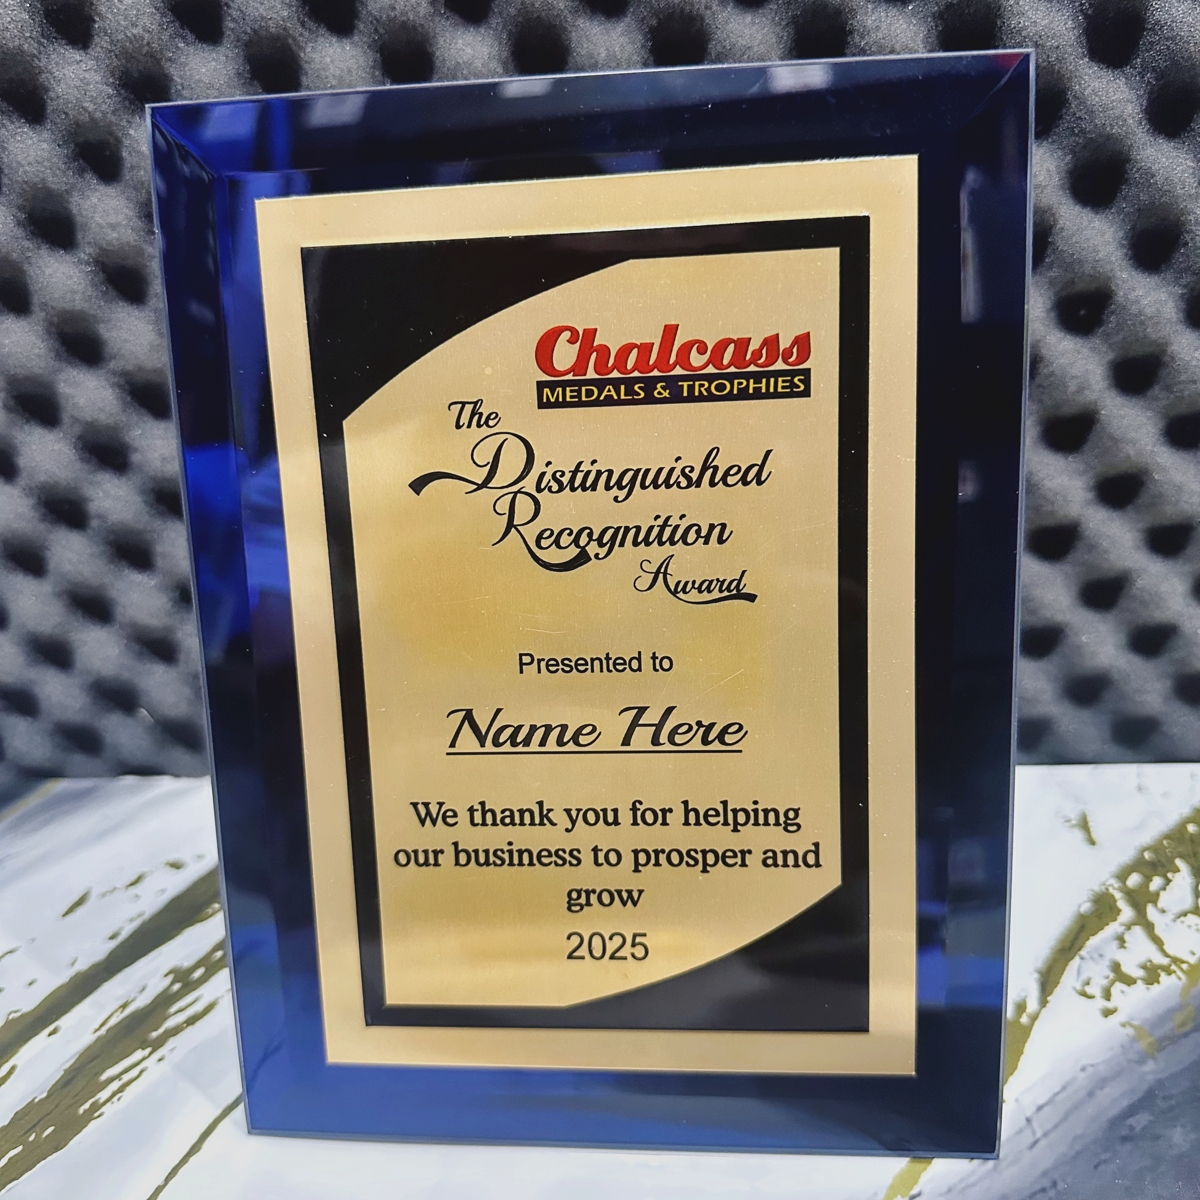 Chalcass
MEDALS & TROPHIES
The
Distinguished
Recognition
Award
Presented to
Name Here
We thank you for helping
our business to prosper and
grow
2025